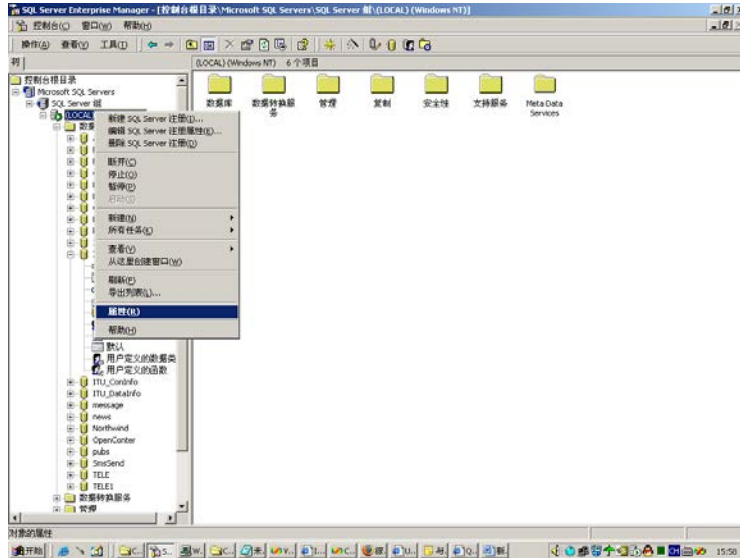 SQL Server Enterprise Manager - [控制台根目录\Microsoft SQL Servers\SQL Server 组\(LOCAL) (Windows NT)]
控制台(C) 窗口(W) 帮助(H)
操作(A) 查看(V) 工具(T)
树
(LOCAL) (Windows NT) 6 个项目
控制台根目录
Microsoft SQL Servers
SQL Server 组
(LOCAL)
数据库
数据转换服务
管理
复制
安全性
支持服务
Meta Data Services
新建 SQL Server 注册(I)...
编辑 SQL Server 注册属性(E)...
删除 SQL Server 注册(D)
断开(C)
停止(O)
暂停(P)
启动(S)
新建(N)
所有任务(K)
查看(V)
从这里创建窗口(W)
刷新(F)
导出列表(L)...
属性(R)
帮助(H)
默认
用户定义的数据类
用户定义的函数
ITU_ConInfo
ITU_DataInfo
message
news
Northwind
OpenConter
pubs
SmsSend
TELE
TELE1
数据转换服务
管理
对象的属性
开始
15:50